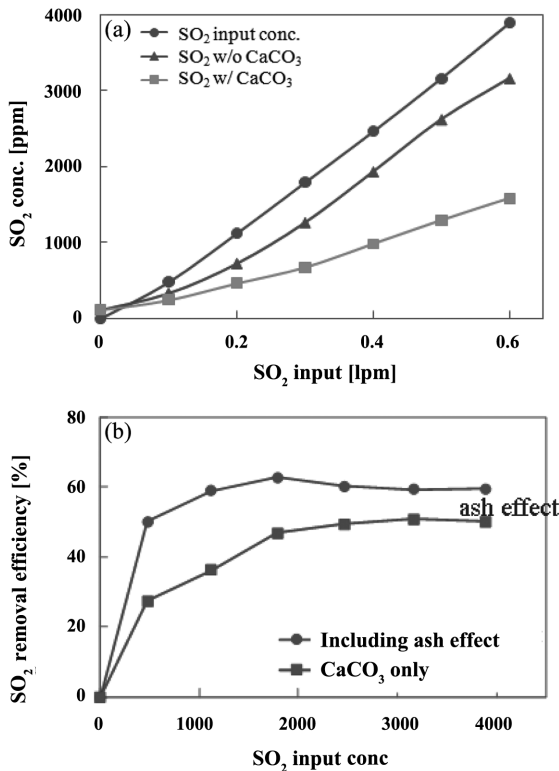 (a)
SO2 input conc.
SO2 w/o CaCO3
SO2 w/ CaCO3
4000
3000
2000
1000
0
SO2 conc. [ppm]
0 0.2 0.4 0.6
SO2 input [lpm]
(b)
80
60
40
20
0
SO2 removal efficiency [%]
ash effect
Including ash effect
CaCO3 only
0 1000 2000 3000 4000
SO2 input conc